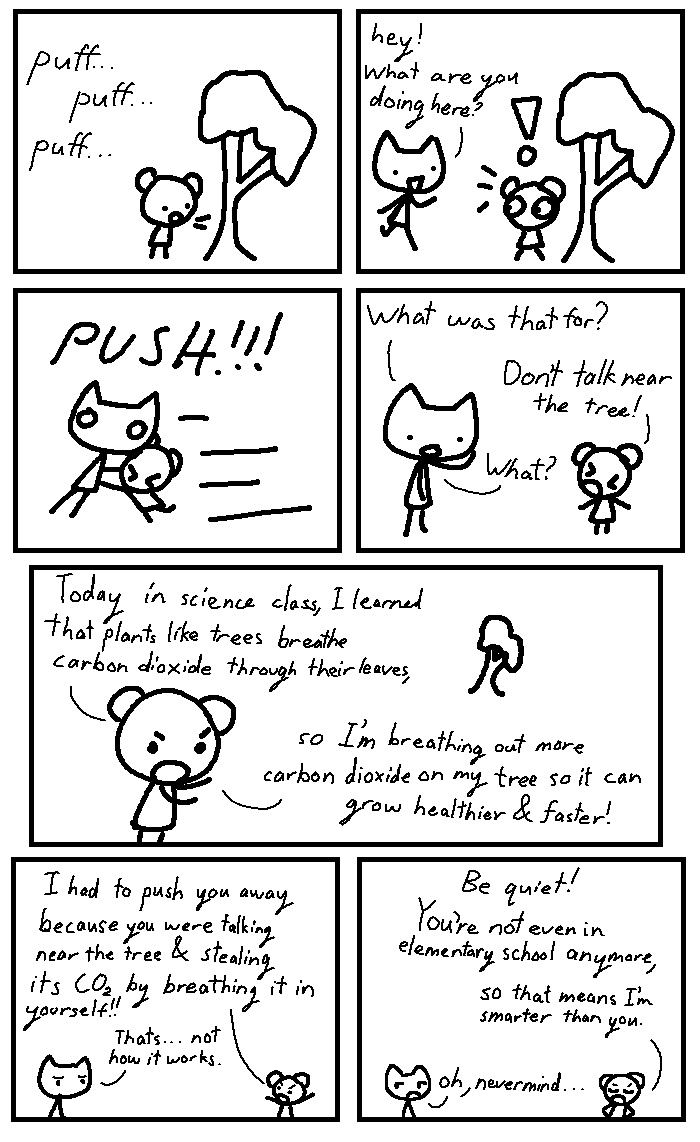 puff...
puff...
puff...
hey!
What are you
doing here?
!
PUSH!!!
What was that for?
Don't talk near
the tree!
What?
Today in science class, I learned
that plants like trees breathe
carbon dioxide through their leaves,
so I'm breathing out more
carbon dioxide on my tree so it can
grow healthier & faster!
I had to push you away
because you were talking
near the tree & stealing
its CO₂ by breathing it in
yourself!!
Thats... not
how it works.
Be quiet!
You're not even in
elementary school anymore,
so that means I'm
smarter than you.
oh, nevermind...